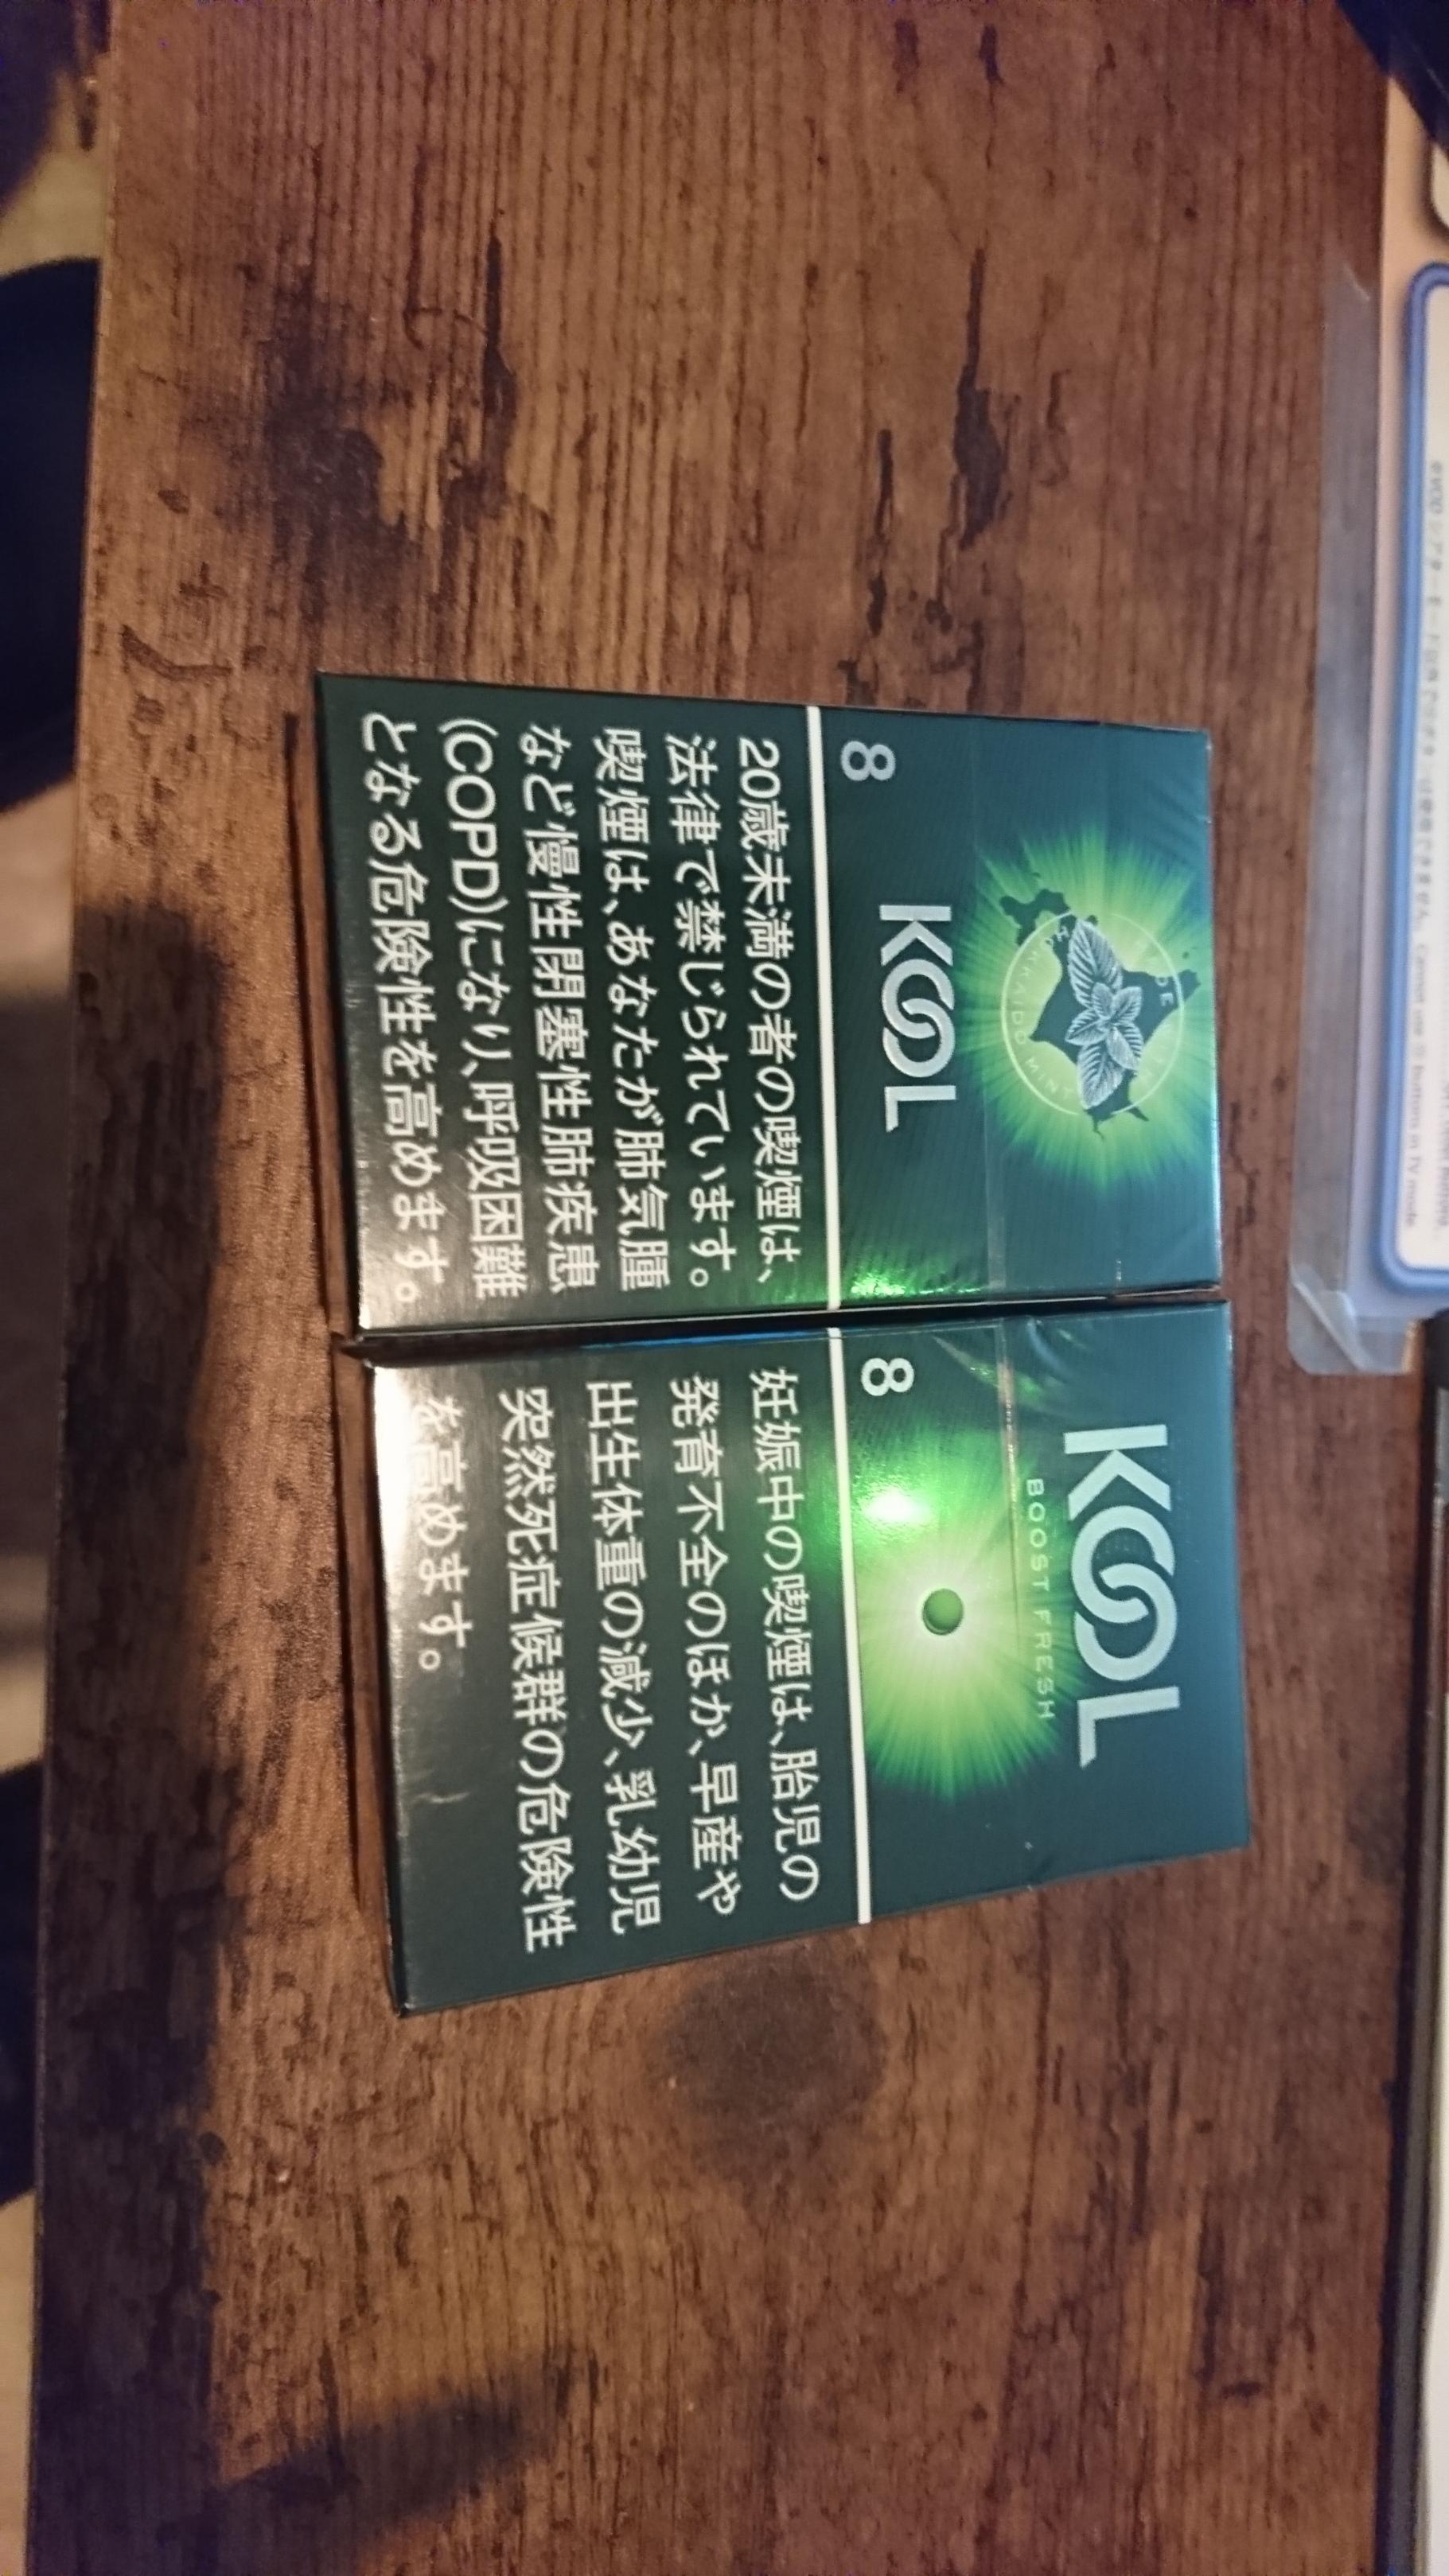 HOKKAIDO MINT
KOOL
8
20歳未満の者の喫煙は、
法律で禁じられています。
喫煙は、あなたが肺気腫
など慢性閉塞性肺疾患
(COPD)になり、呼吸困難
となる危険性を高めます。
KOOL
BOOST FRESH
8
妊娠中の喫煙は、胎児の
発育不全のほか、早産や
出生体重の減少、乳幼児
突然死症候群の危険性
を高めます。